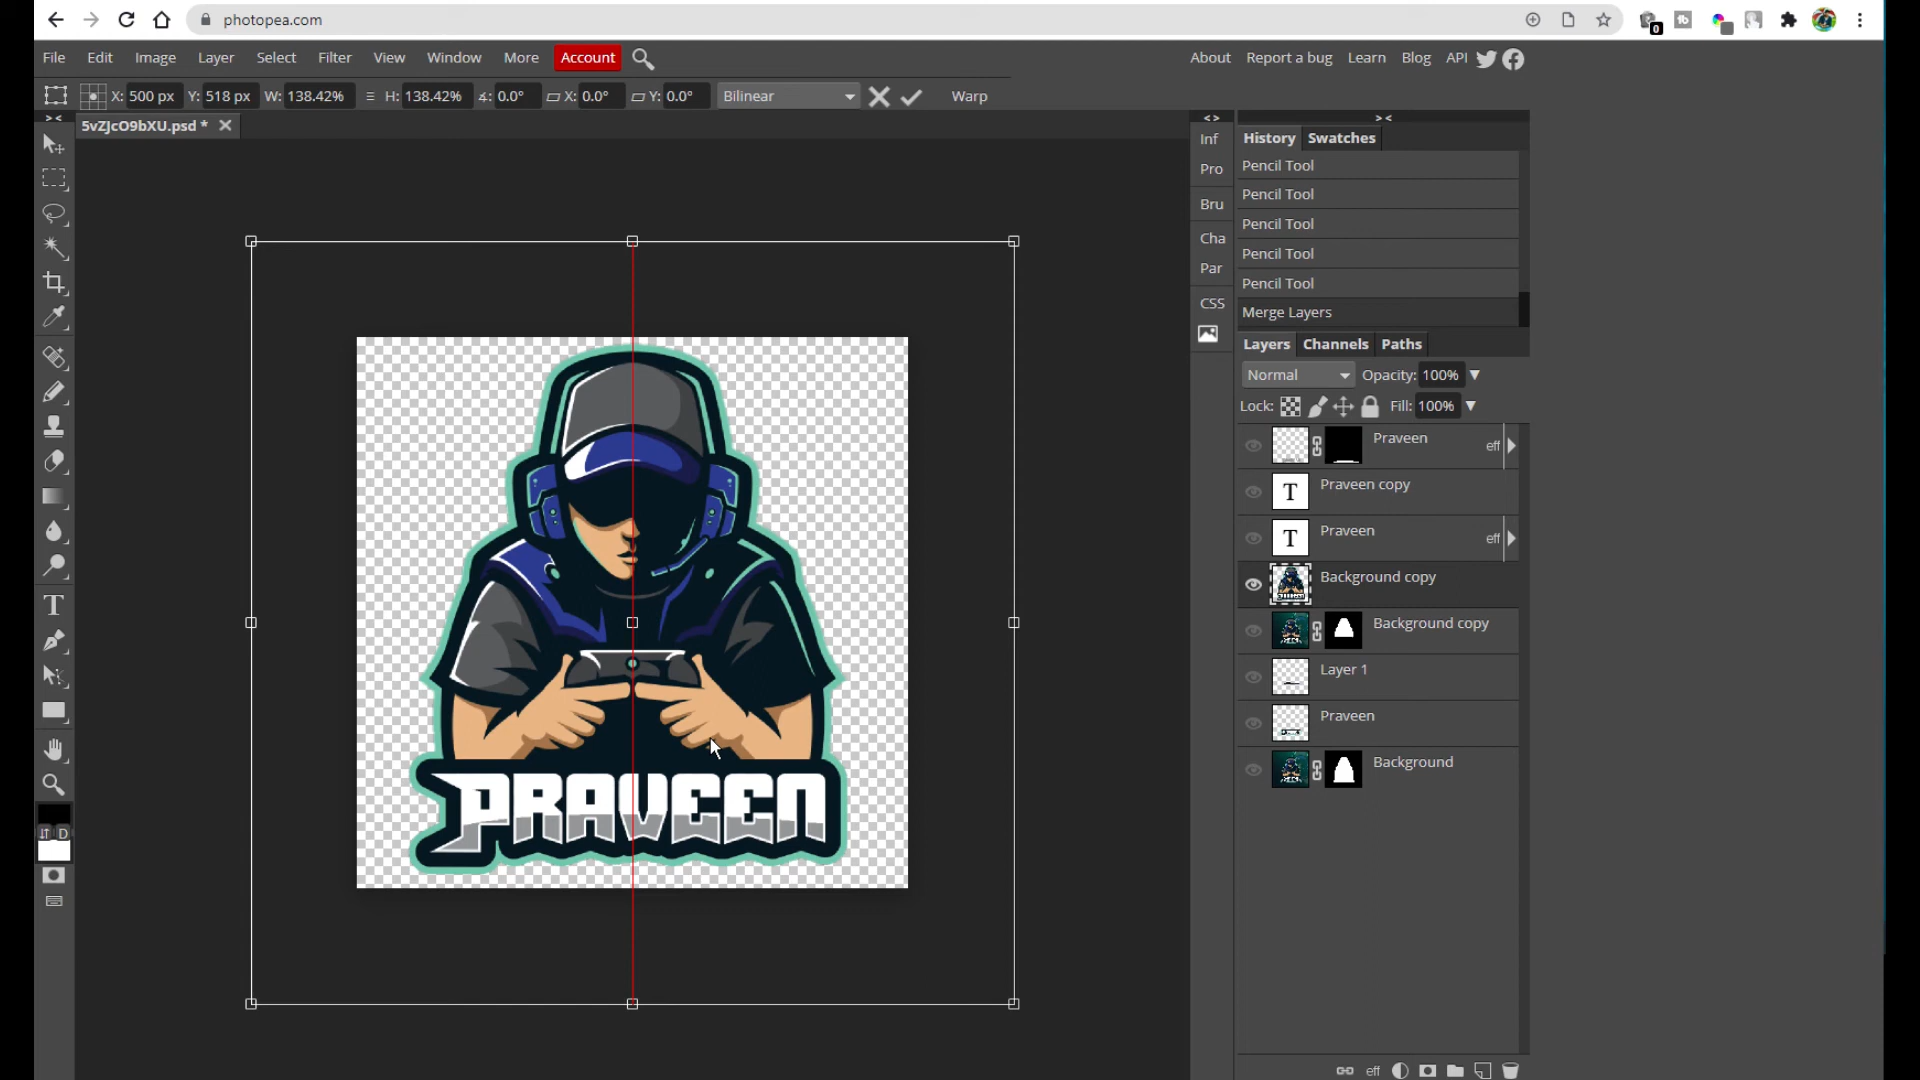 photopea.com
0
File Edit Image Layer Select Filter View Window More Account
About Report a bug Learn Blog API
X: 500 px Y: 518 px W: 138.42% H: 138.42% ∡: 0.0° X: 0.0° Y: 0.0° Bilinear Warp
> <
5vZJcO9bXU.psd *
< >
> <
Inf
Pro
Bru
Cha
Par
CSS
History Swatches
Pencil Tool
Pencil Tool
Pencil Tool
Pencil Tool
Pencil Tool
Merge Layers
Layers Channels Paths
Normal Opacity: 100%
Lock: Fill: 100%
Praveen eff
T Praveen copy
T Praveen eff
Background copy
Background copy
Layer 1
Praveen
Background
PRAVEEN
T
D
eff